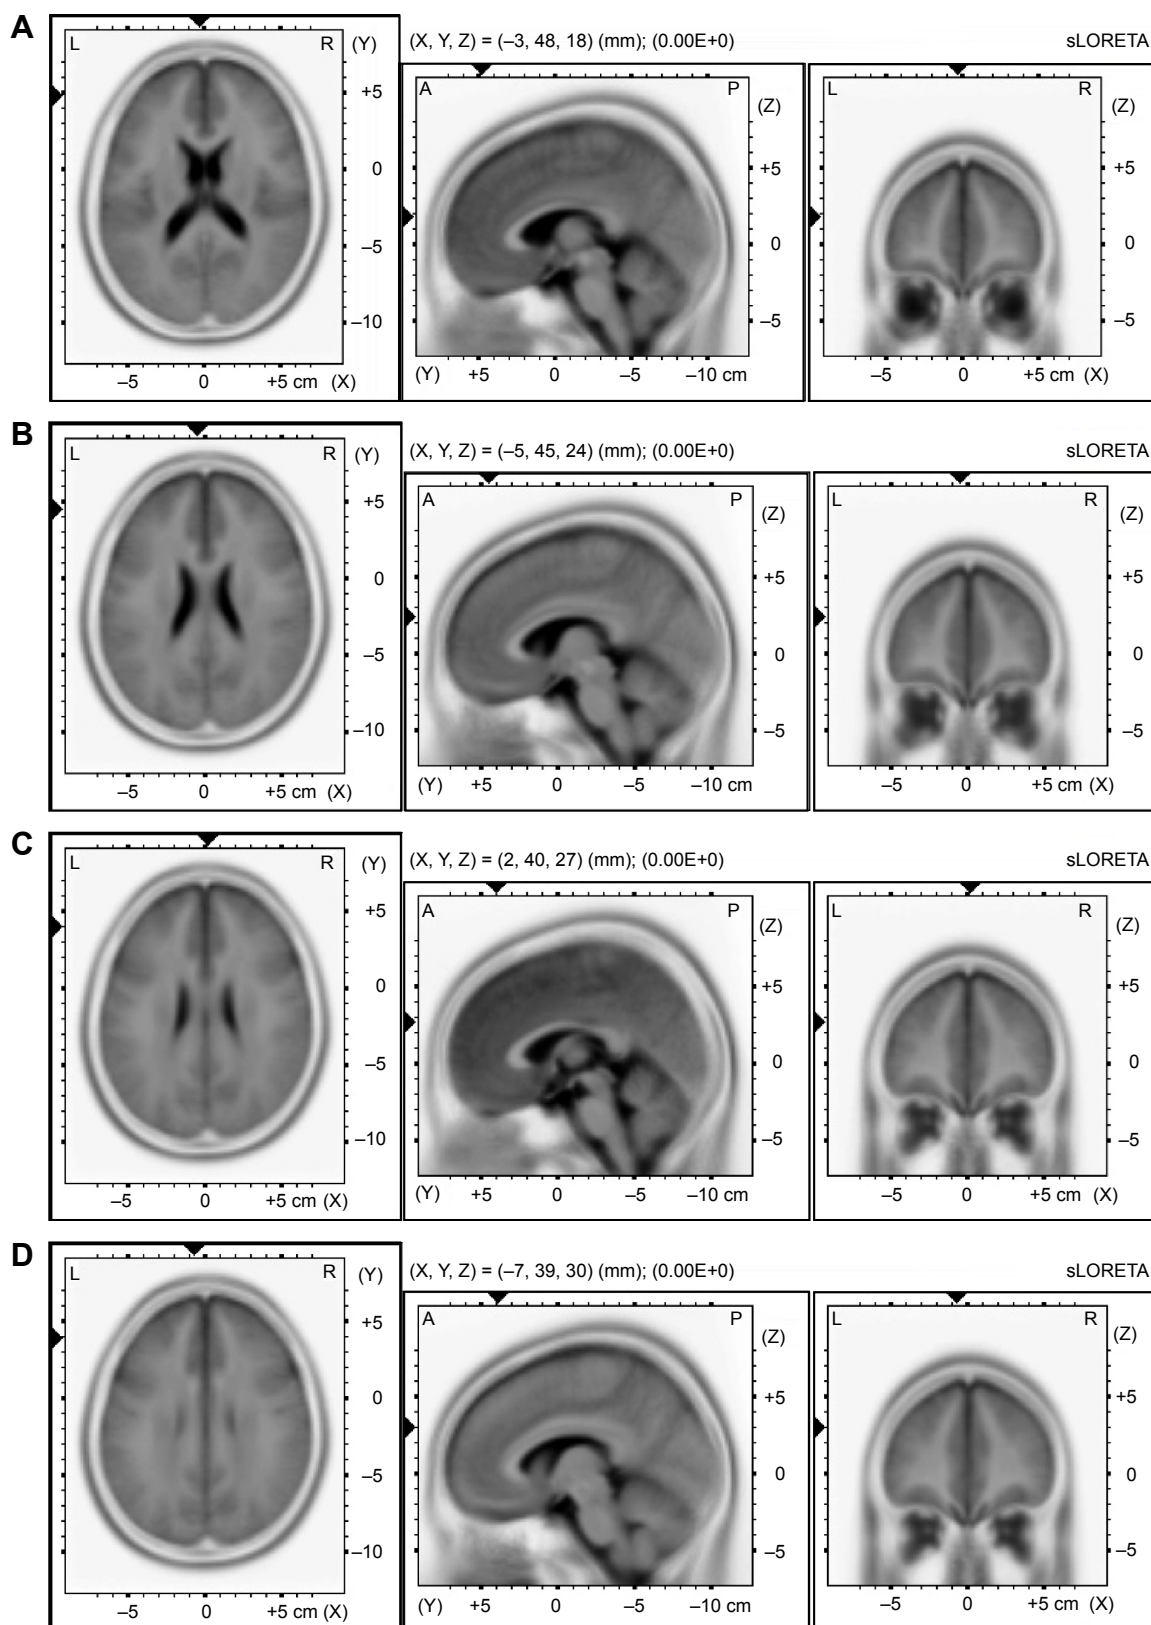 A
L R (Y)
(X, Y, Z) = (–3, 48, 18) (mm); (0.00E+0) sLORETA
A P (Z)
L R (Z)
+5 0 –5 –10
+5 0 –5
+5 0 –5
–5 0 +5 cm (X)
(Y) +5 0 –5 –10 cm
–5 0 +5 cm (X)
B
L R (Y)
(X, Y, Z) = (–5, 45, 24) (mm); (0.00E+0) sLORETA
A P (Z)
L R (Z)
+5 0 –5 –10
+5 0 –5
+5 0 –5
–5 0 +5 cm (X)
(Y) +5 0 –5 –10 cm
–5 0 +5 cm (X)
C
L R (Y)
(X, Y, Z) = (2, 40, 27) (mm); (0.00E+0) sLORETA
A P (Z)
L R (Z)
+5 0 –5 –10
+5 0 –5
+5 0 –5
–5 0 +5 cm (X)
(Y) +5 0 –5 –10 cm
–5 0 +5 cm (X)
D
L R (Y)
(X, Y, Z) = (–7, 39, 30) (mm); (0.00E+0) sLORETA
A P (Z)
L R (Z)
+5 0 –5 –10
+5 0 –5
+5 0 –5
–5 0 +5 cm (X)
(Y) +5 0 –5 –10 cm
–5 0 +5 cm (X)